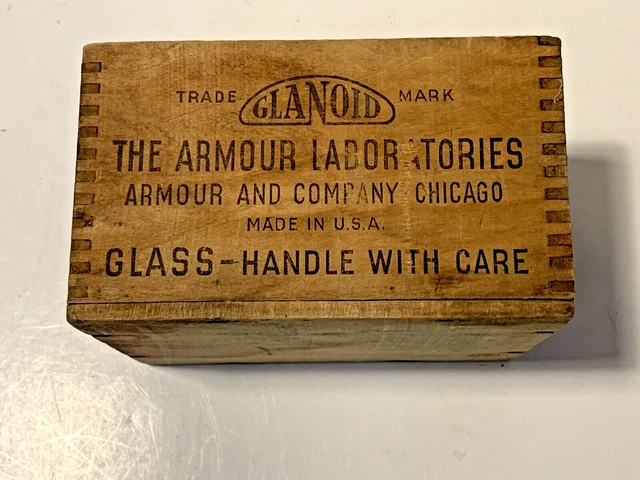 TRADE GLANOID MARK
THE ARMOUR LABORATORIES
ARMOUR AND COMPANY CHICAGO
MADE IN U.S.A.
GLASS-HANDLE WITH CARE